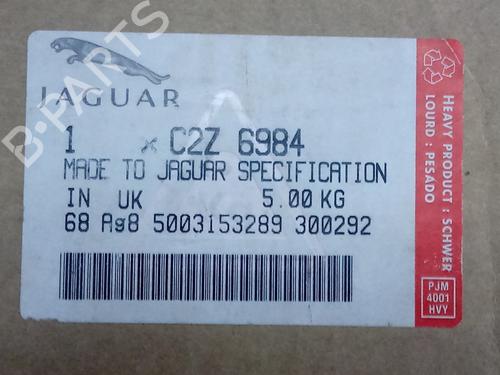 JAGUAR
1 x C2Z 6984
MADE TO JAGUAR SPECIFICATION
IN UK 5.00 KG
68 Ag8 5003153289 300292
HEAVY PRODUCT : SCHWER
LOURD : PESADO
PJM
4001
HVY
B-PARTS